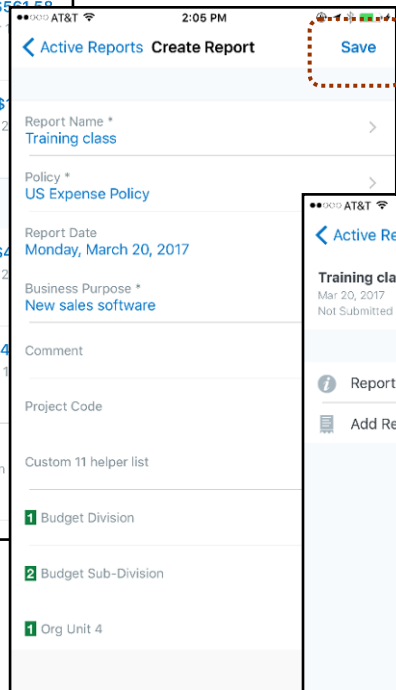 $561.58
AT&T 2:05 PM
Active Reports Create Report Save
Report Name *
Training class
Policy *
US Expense Policy
Report Date
Monday, March 20, 2017
Business Purpose *
New sales software
Comment
Project Code
Custom 11 helper list
1 Budget Division
2 Budget Sub-Division
1 Org Unit 4
AT&T
Active Re
Training cla
Mar 20, 2017
Not Submitted
Report
Add Re